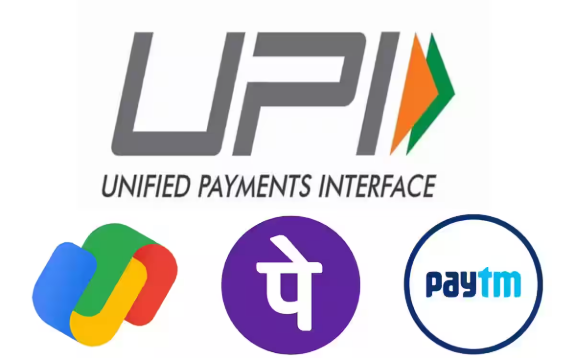 UPI
UNIFIED PAYMENTS INTERFACE
पे
paytm